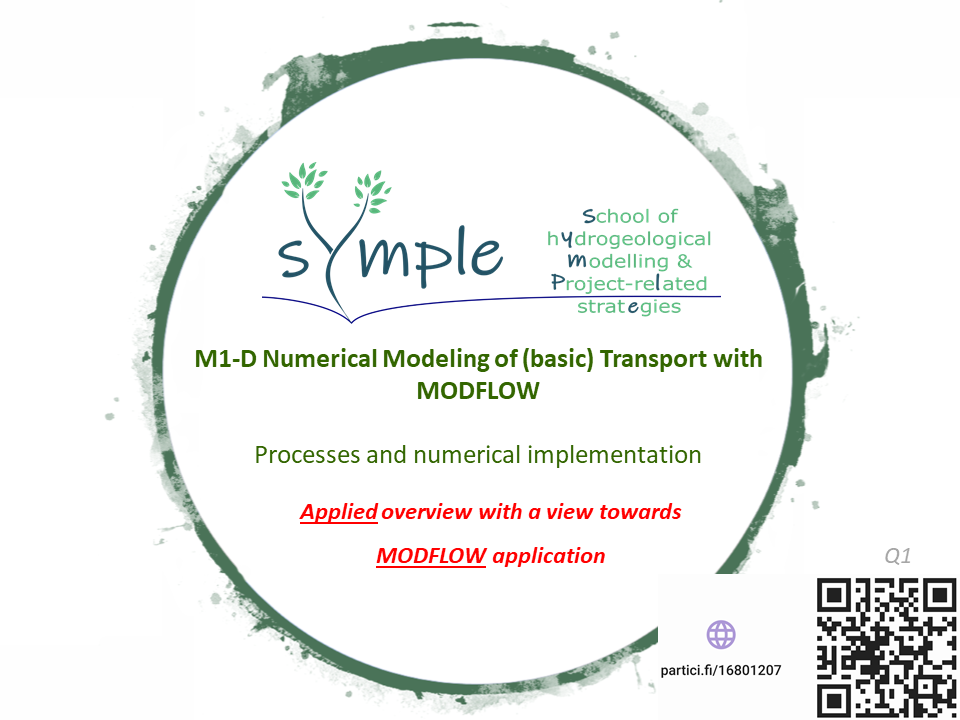 sYmple
School of
hydrogeological
modelling &
Project-related
strategies
M1-D Numerical Modeling of (basic) Transport with
MODFLOW
Processes and numerical implementation
Applied overview with a view towards
MODFLOW application
Q1
partici.fi/16801207